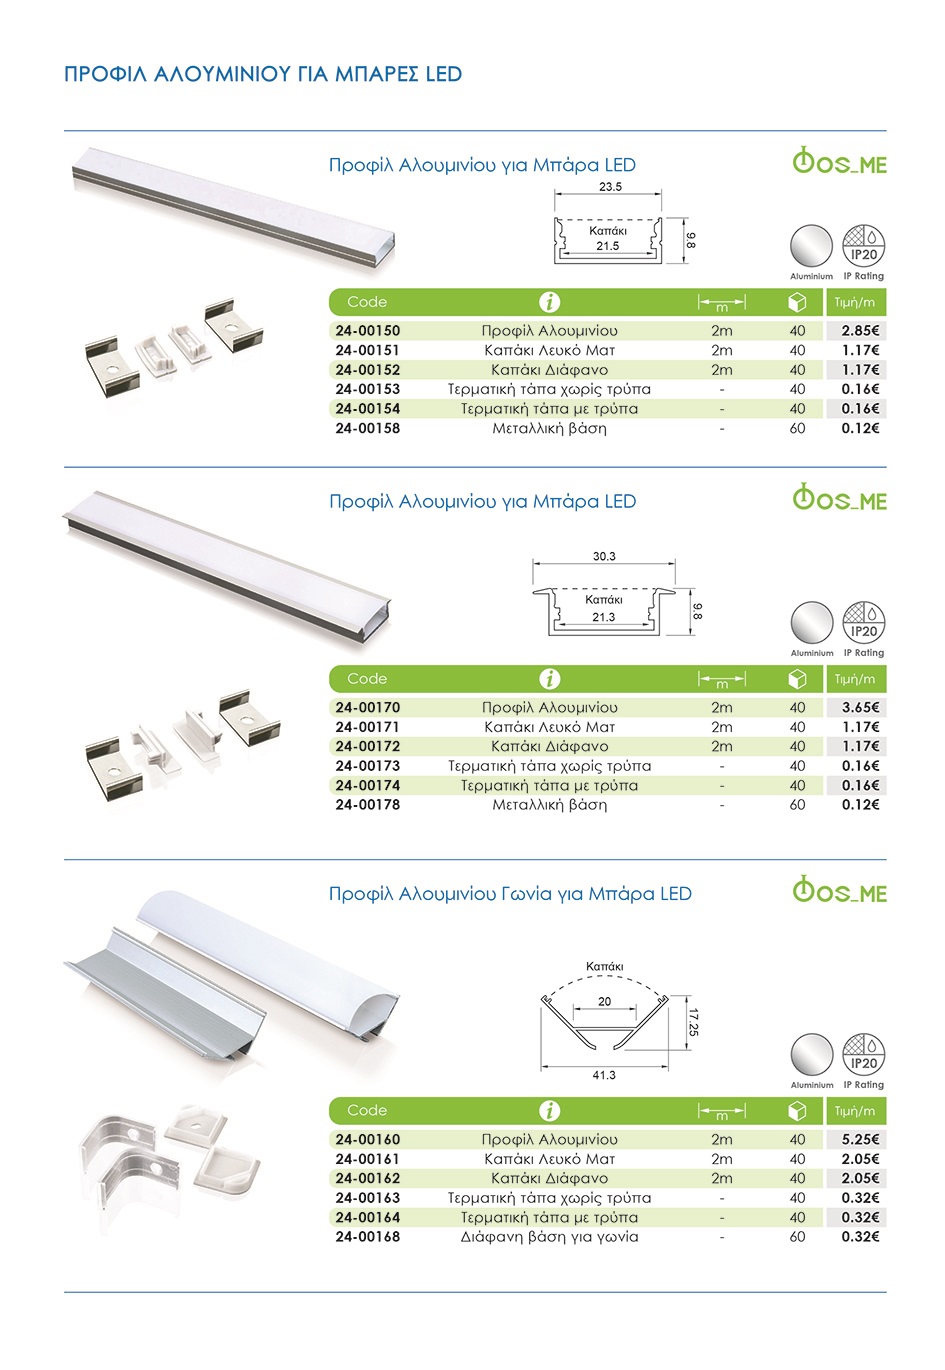 ΠΡΟΦΙΛ ΑΛΟΥΜΙΝΙΟΥ ΓΙΑ ΜΠΑΡΕΣ LED
Προφίλ Αλουμινίου για Μπάρα LED
ΦOS_ME
23.5
Καπάκι
21.5
9.8
IP20
Aluminium IP Rating
Code i m Τιμή/m
24-00150 Προφίλ Αλουμινίου 2m 40 2.85€
24-00151 Καπάκι Λευκό Ματ 2m 40 1.17€
24-00152 Καπάκι Διάφανο 2m 40 1.17€
24-00153 Τερματική τάπα χωρίς τρύπα - 40 0.16€
24-00154 Τερματική τάπα με τρύπα - 40 0.16€
24-00158 Μεταλλική βάση - 60 0.12€
Προφίλ Αλουμινίου για Μπάρα LED
ΦOS_ME
30.3
Καπάκι
21.3
9.8
IP20
Aluminium IP Rating
Code i m Τιμή/m
24-00170 Προφίλ Αλουμινίου 2m 40 3.65€
24-00171 Καπάκι Λευκό Ματ 2m 40 1.17€
24-00172 Καπάκι Διάφανο 2m 40 1.17€
24-00173 Τερματική τάπα χωρίς τρύπα - 40 0.16€
24-00174 Τερματική τάπα με τρύπα - 40 0.16€
24-00178 Μεταλλική βάση - 60 0.12€
Προφίλ Αλουμινίου Γωνία για Μπάρα LED
ΦOS_ME
Καπάκι
20
17.25
41.3
IP20
Aluminium IP Rating
Code i m Τιμή/m
24-00160 Προφίλ Αλουμινίου 2m 40 5.25€
24-00161 Καπάκι Λευκό Ματ 2m 40 2.05€
24-00162 Καπάκι Διάφανο 2m 40 2.05€
24-00163 Τερματική τάπα χωρίς τρύπα - 40 0.32€
24-00164 Τερματική τάπα με τρύπα - 40 0.32€
24-00168 Διάφανη βάση για γωνία - 60 0.32€